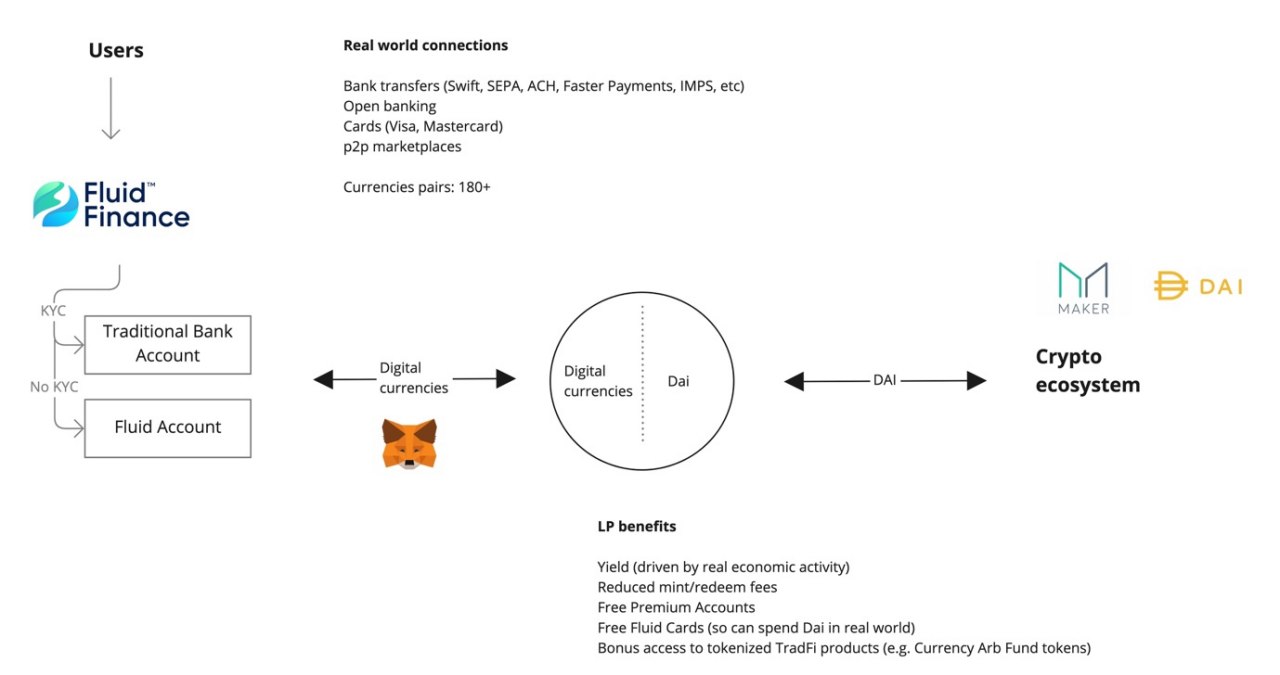 Users
Real world connections
Bank transfers (Swift, SEPA, ACH, Faster Payments, IMPS, etc)
Open banking
Cards (Visa, Mastercard)
p2p marketplaces
Currencies pairs: 180+
Fluid™
Finance
KYC
Traditional Bank
Account
No KYC
Fluid Account
Digital
currencies
Digital
currencies
Dai
DAI
MAKER
DAI
Crypto
ecosystem
LP benefits
Yield (driven by real economic activity)
Reduced mint/redeem fees
Free Premium Accounts
Free Fluid Cards (so can spend Dai in real world)
Bonus access to tokenized TradFi products (e.g. Currency Arb Fund tokens)